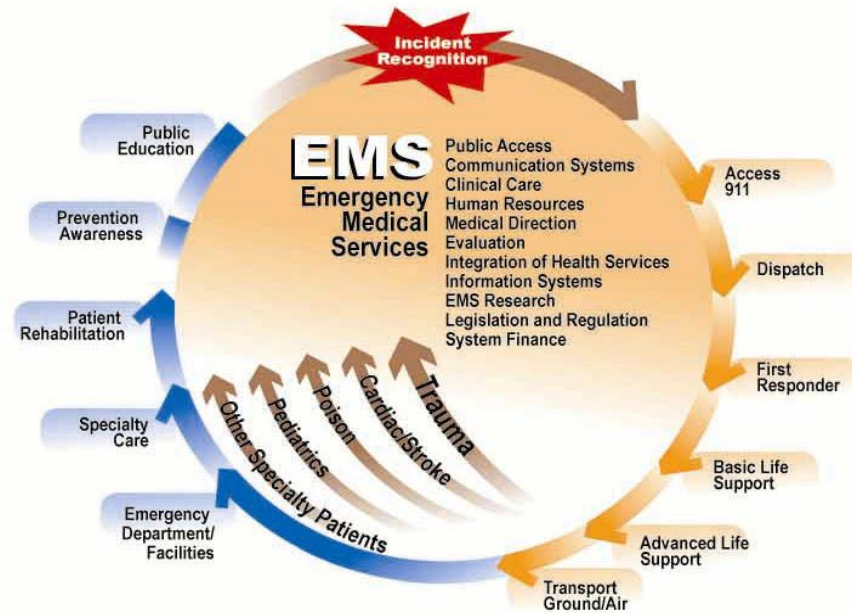 Incident
Recognition
EMS
Emergency
Medical
Services
Public Access
Communication Systems
Clinical Care
Human Resources
Medical Direction
Evaluation
Integration of Health Services
Information Systems
EMS Research
Legislation and Regulation
System Finance
Access
911
Dispatch
First
Responder
Basic Life
Support
Advanced Life
Support
Transport
Ground/Air
Emergency
Department/
Facilities
Specialty
Care
Patient
Rehabilitation
Prevention
Awareness
Public
Education
Other Specialty Patients
Pediatrics
Poison
Cardiac/Stroke
Trauma